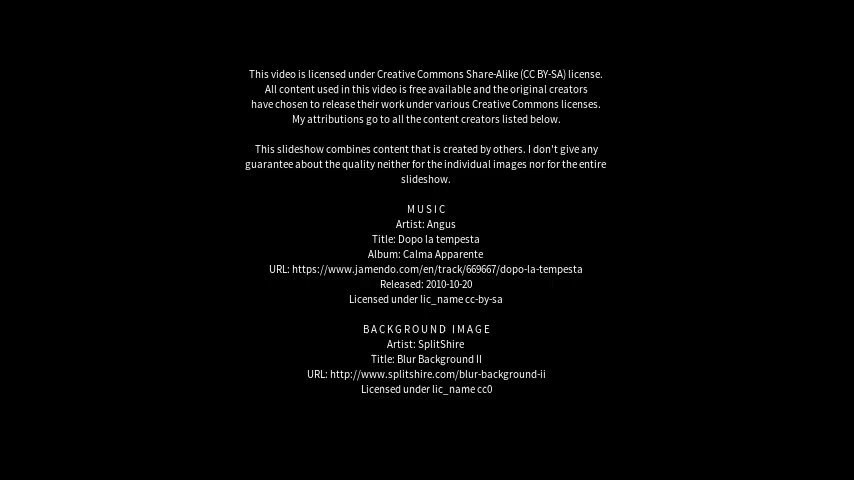 This video is licensed under Creative Commons Share-Alike (CC BY-SA) license.
All content used in this video is free available and the original creators
have chosen to release their work under various Creative Commons licenses.
My attributions go to all the content creators listed below.
This slideshow combines content that is created by others. I don't give any
guarantee about the quality neither for the individual images nor for the entire
slideshow.
MUSIC
Artist: Angus
Title: Dopo la tempesta
Album: Calma Apparente
URL: https://www.jamendo.com/en/track/669667/dopo-la-tempesta
Released: 2010-10-20
Licensed under lic_name cc-by-sa
BACKGROUND IMAGE
Artist: SplitShire
Title: Blur Background II
URL: http://www.splitshire.com/blur-background-ii
Licensed under lic_name cc0